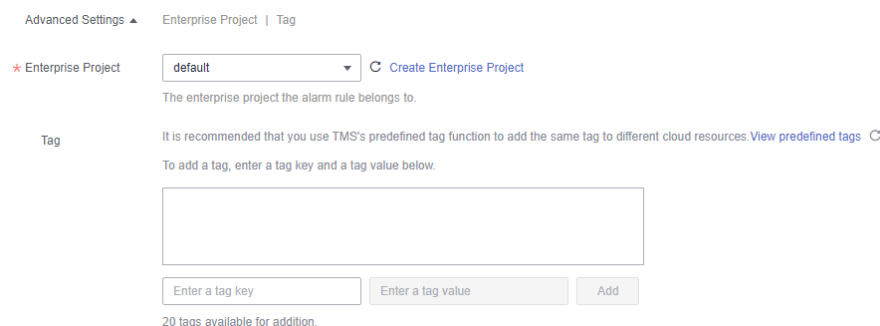 Advanced Settings ▲ Enterprise Project | Tag
* Enterprise Project default Create Enterprise Project
The enterprise project the alarm rule belongs to.
Tag It is recommended that you use TMS's predefined tag function to add the same tag to different cloud resources.View predefined tags
To add a tag, enter a tag key and a tag value below.
Enter a tag key Enter a tag value Add
20 tags available for addition.